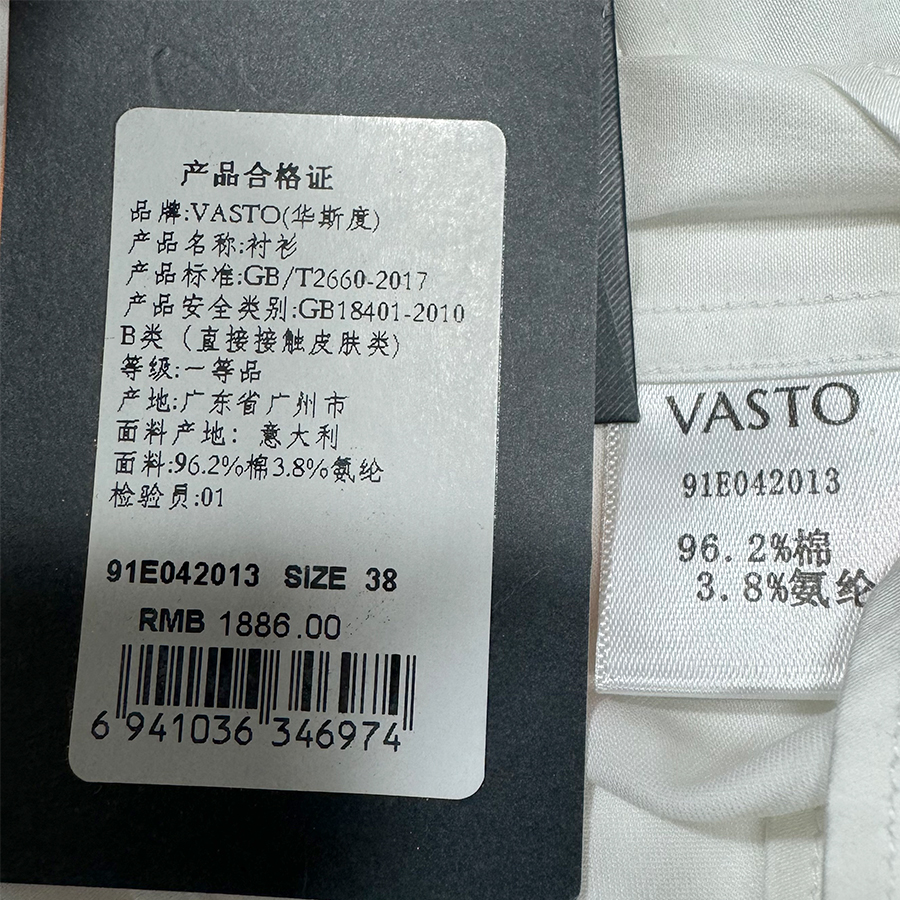 产品合格证
品牌:VASTO(华斯度)
产品名称:衬衫
产品标准:GB/T2660-2017
产品安全类别:GB18401-2010
B类（直接接触皮肤类）
等级:一等品
产地:广东省广州市
面料产地：意大利
面料:96.2%棉3.8%氨纶
检验员:01
91E042013 SIZE 38
RMB 1886.00
6 941036 346974
VASTO
91E042013
96.2%棉
3.8%氨纶